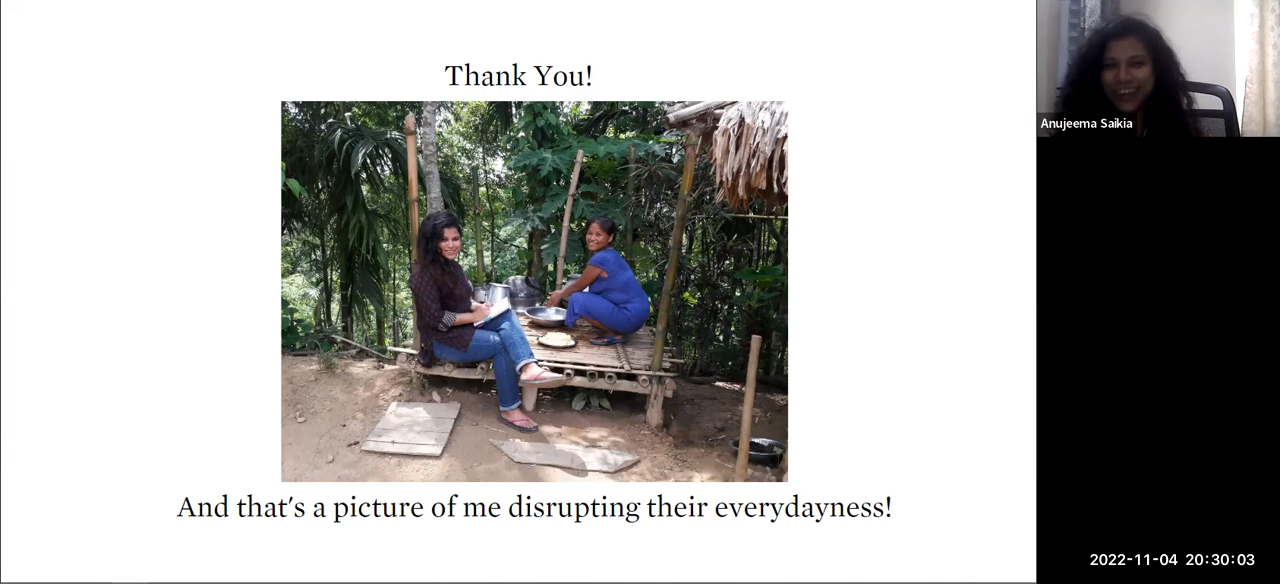 Thank You!
And that's a picture of me disrupting their everydayness!
Anujeema Saikia
2022-11-04 20:30:03